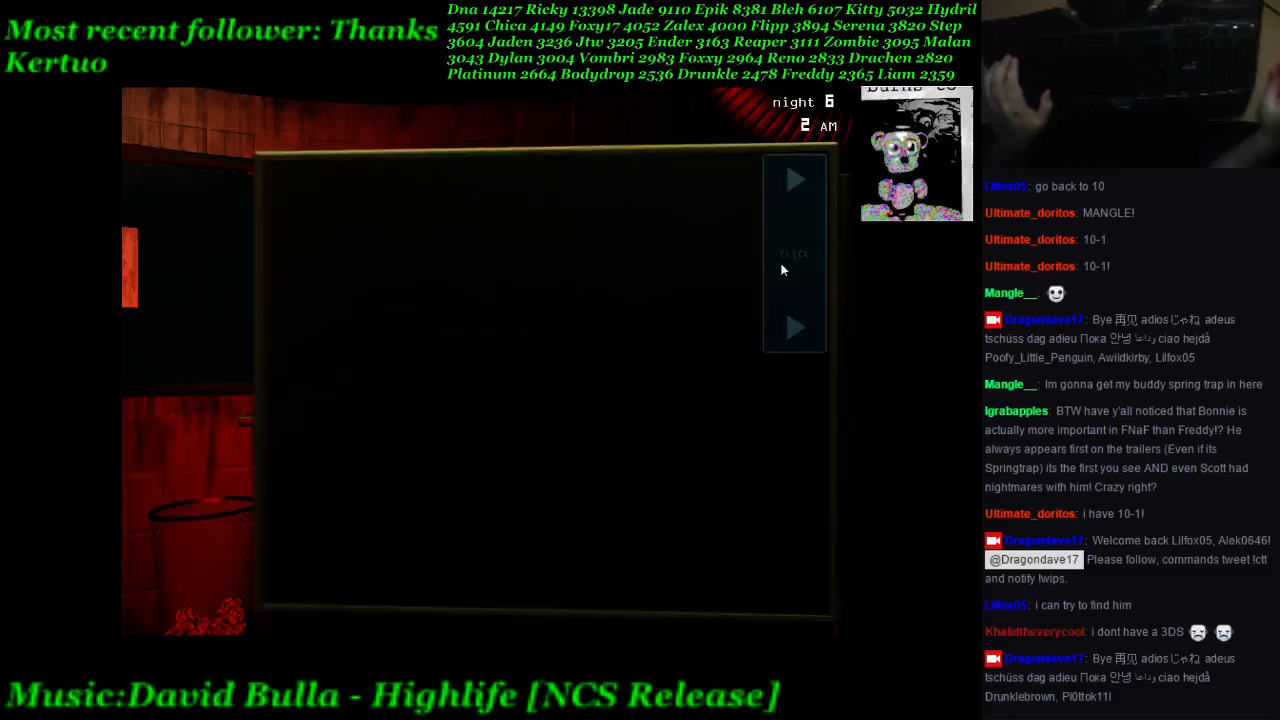 Most recent follower: Thanks
Kertuo
Dna 14217 Ricky 13398 Jade 9110 Epik 8381 Bleh 6107 Kitty 5032 Hydril
4591 Chica 4149 Foxy17 4052 Zalex 4000 Flipp 3894 Serena 3820 Step
3604 Jaden 3236 Jtw 3205 Ender 3163 Reaper 3111 Zombie 3095 Malan
3043 Dylan 3004 Vombri 2983 Foxxy 2964 Reno 2833 Drachen 2820
Platinum 2664 Bodydrop 2536 Drunkle 2478 Freddy 2365 Liam 2359
night 6
2 AM
CLICK
Lilfox05: go back to 10
Ultimate_doritos: MANGLE!
Ultimate_doritos: 10-1
Ultimate_doritos: 10-1!
Mangle__:
Dragondave17: Bye 再见 adios じゃね adeus
tschüss dag adieu Пока 안녕 وداعا ciao hejdå
Poofy_Little_Penguin, Awildkirby, Lilfox05
Mangle__: Im gonna get my buddy spring trap in here
Igrabapples: BTW have y'all noticed that Bonnie is
actually more important in FNaF than Freddy!? He
always appears first on the trailers (Even if its
Springtrap) its the first you see AND even Scott had
nightmares with him! Crazy right?
Ultimate_doritos: i have 10-1!
Dragondave17: Welcome back Lilfox05, Alek0646!
@Dragondave17 Please follow, commands tweet !ctt
and notify !wips.
Lilfox05: i can try to find him
Khalidtheverycool: i dont have a 3DS
Dragondave17: Bye 再见 adios じゃね adeus
tschüss dag adieu Пока 안녕 وداعا ciao hejdå
Drunklebrown, Pl0ttok11l
Music:David Bulla - Highlife [NCS Release]